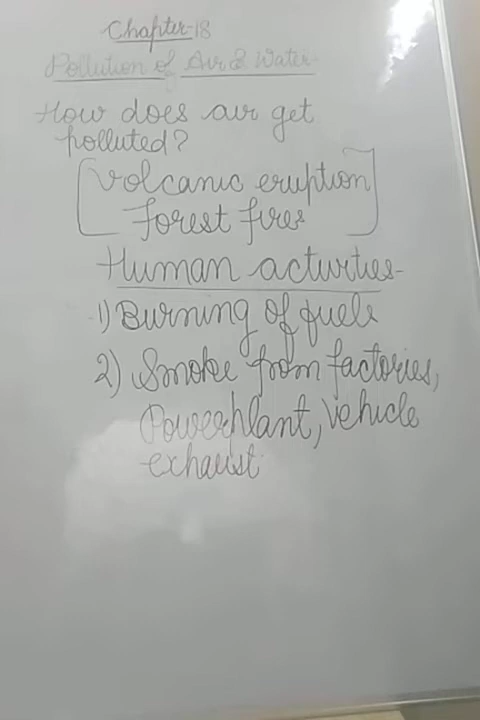 Chapter-18
Pollution of Air & Water-
How does air get
polluted?
Volcanic eruption
Forest fires
Human activities-
1) Burning of fuels
2) Smoke from factories,
Powerplant, Vehicle
exhaust